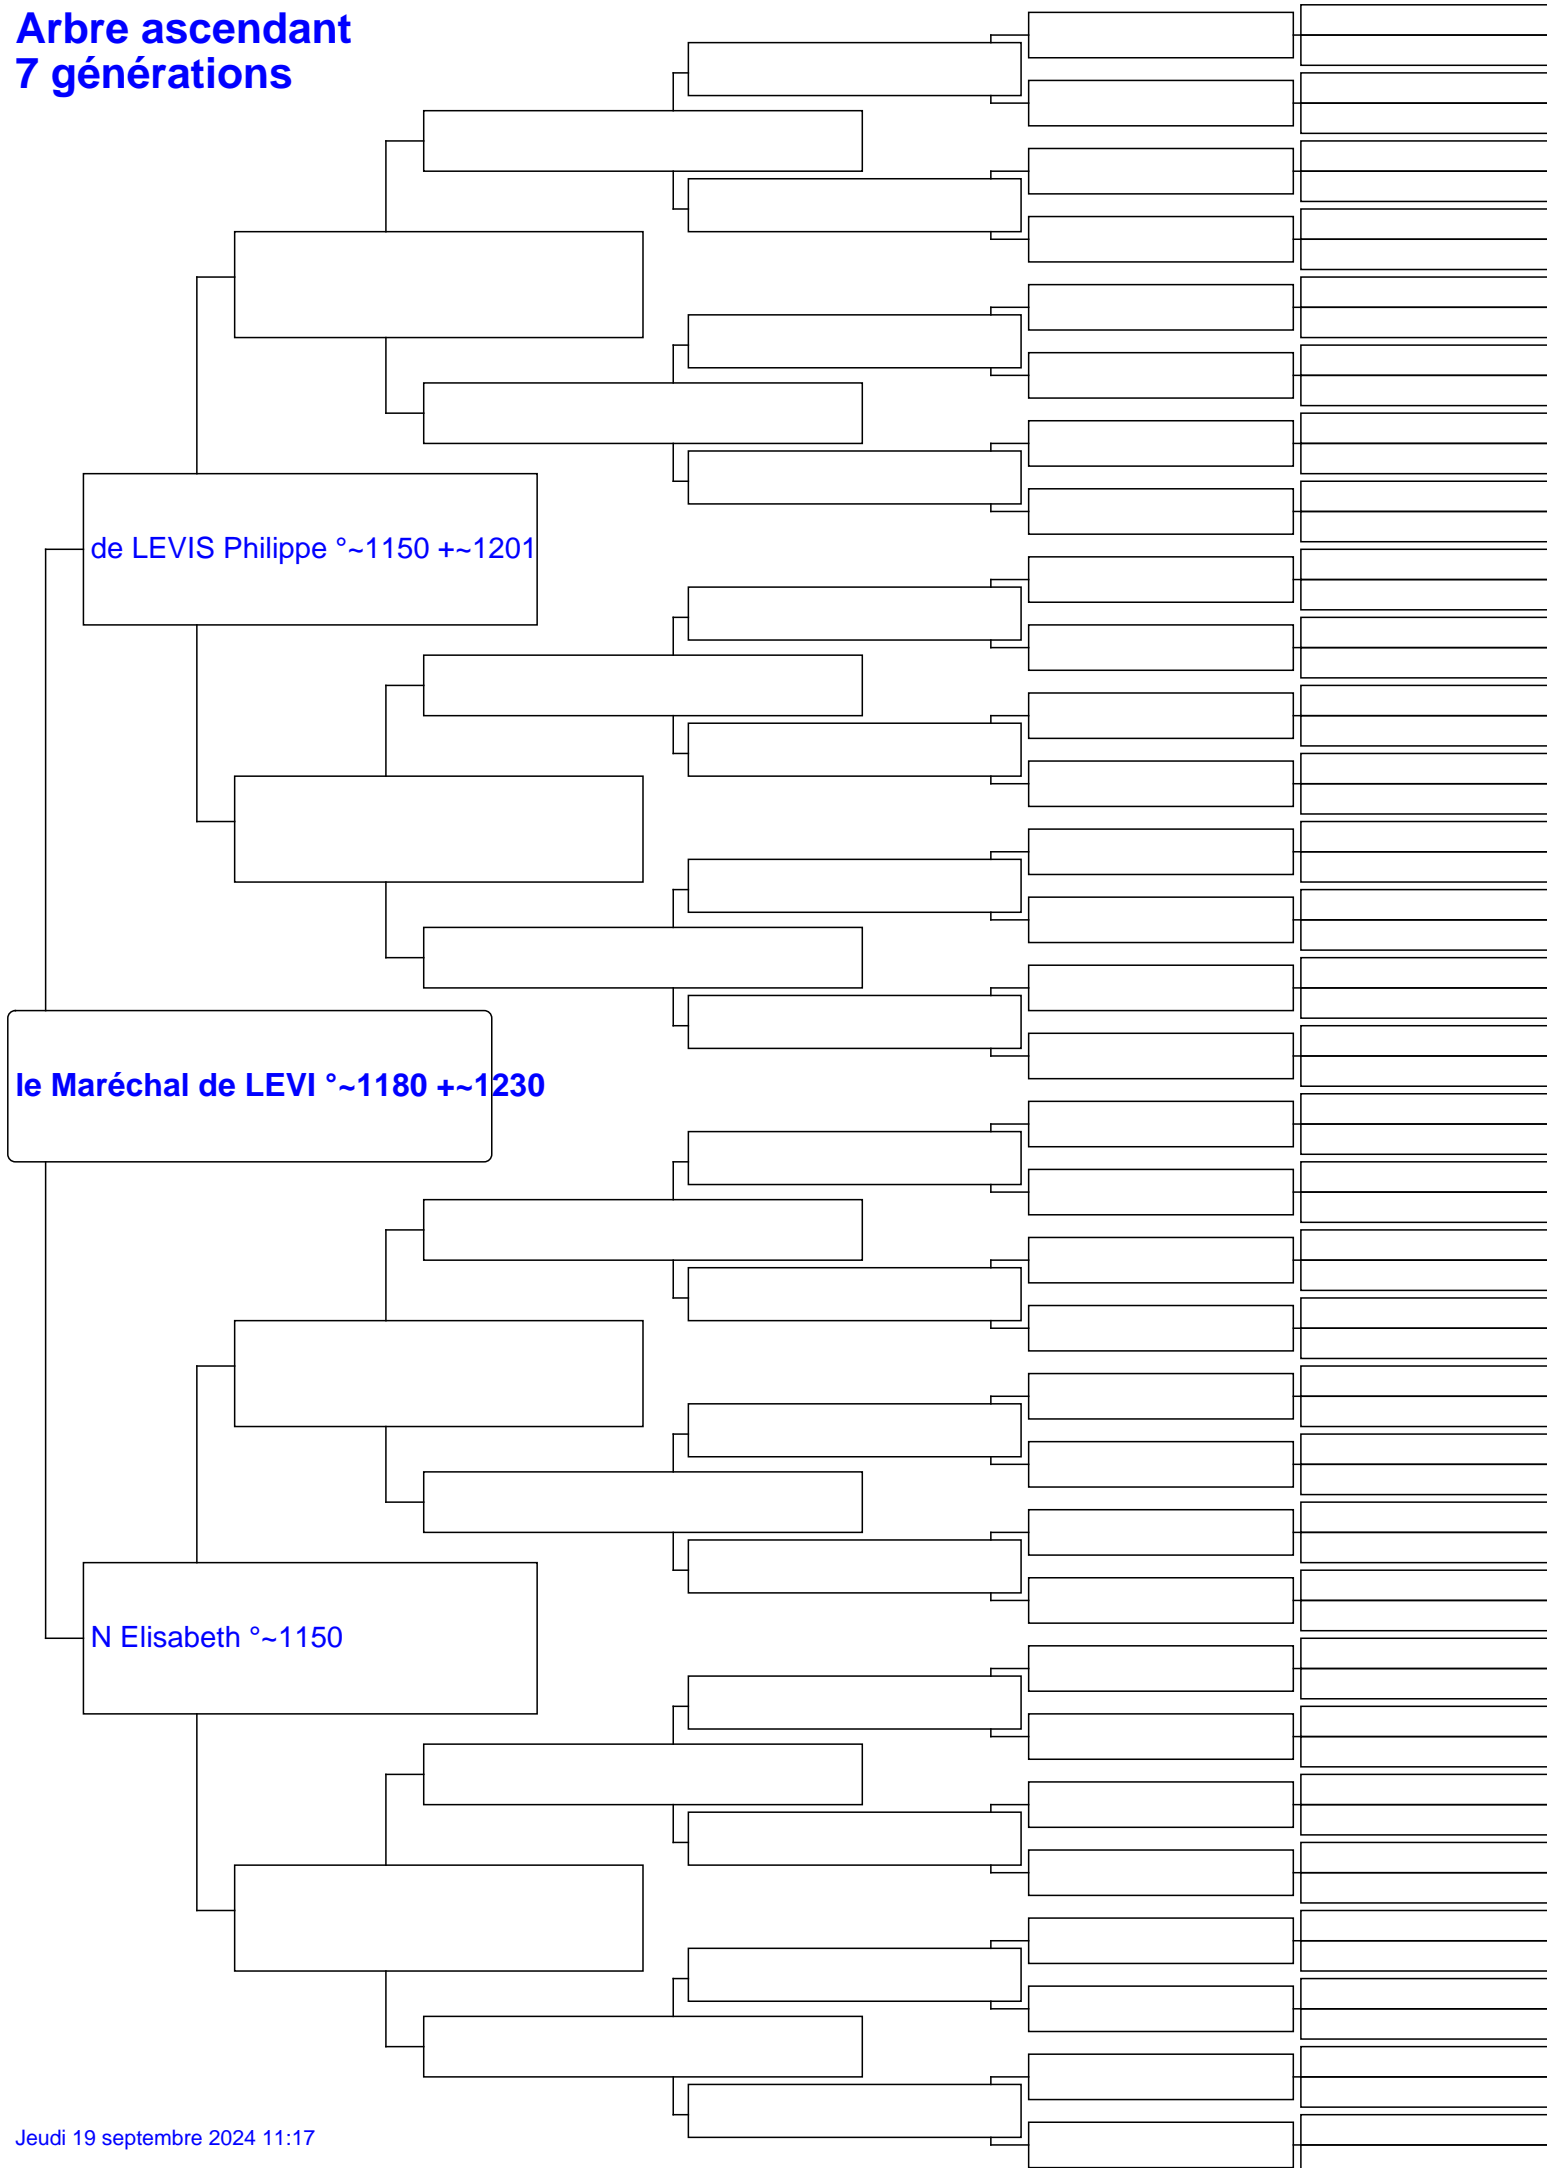 Arbre ascendant
7 générations
de LEVIS Philippe °~1150 +~1201
le Maréchal de LEVI °~1180 +~1230
N Elisabeth °~1150
Jeudi 19 septembre 2024 11:17